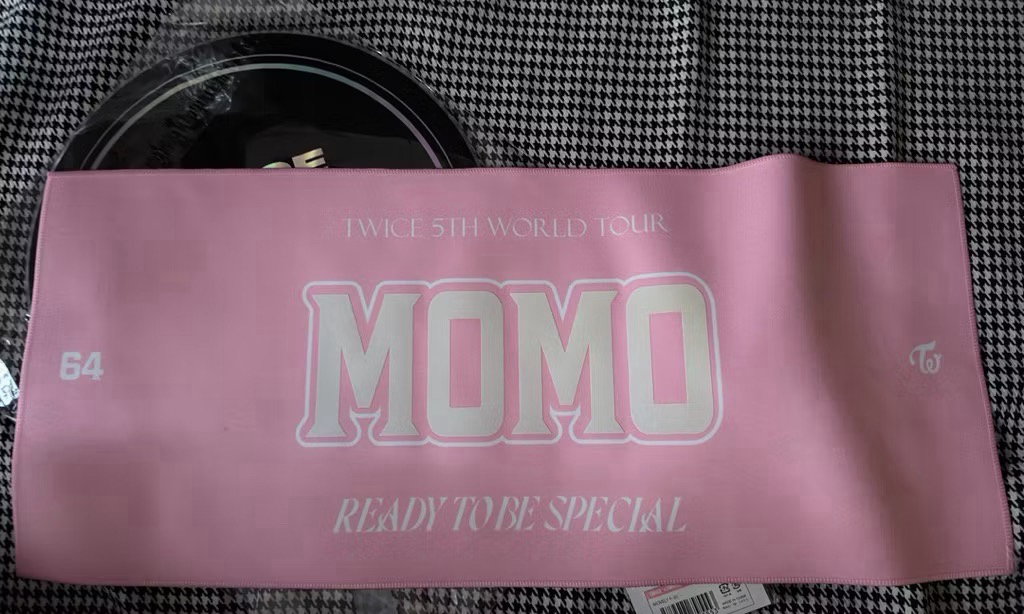 TWICE 5TH WORLD TOUR
MOMO
64
READY TO BE SPECIAL